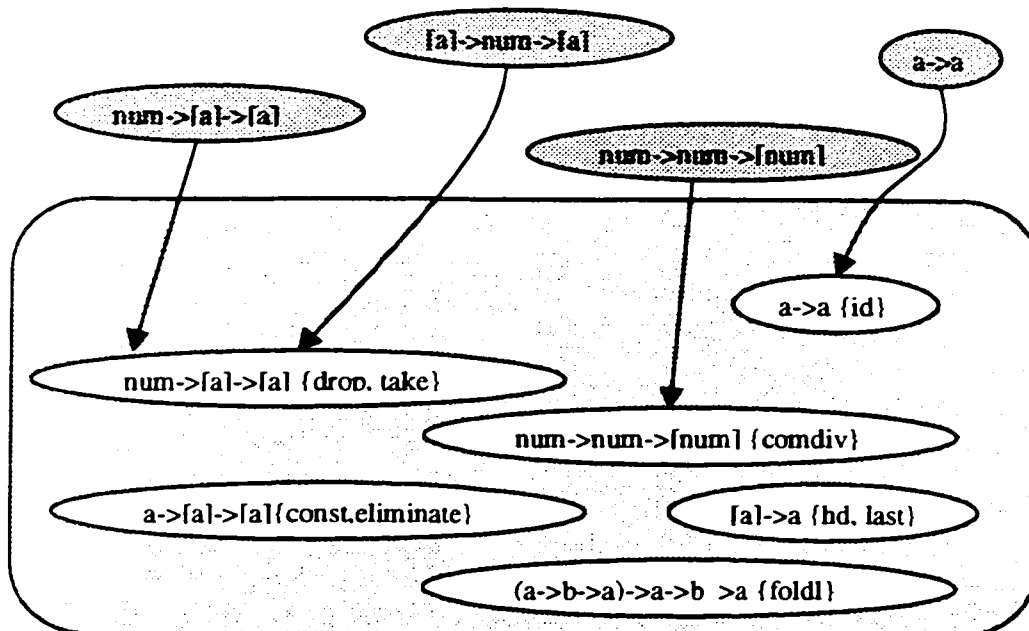 [a]->num->[a]
a->a
num->[a]->[a]
num->num->[num]
a->a {id}
num->[a]->[a] {drop, take}
num->num->[num] {comdiv}
a->[a]->[a]{const,eliminate}
[a]->a {hd, last}
(a->b->a)->a->b >a {foldl}